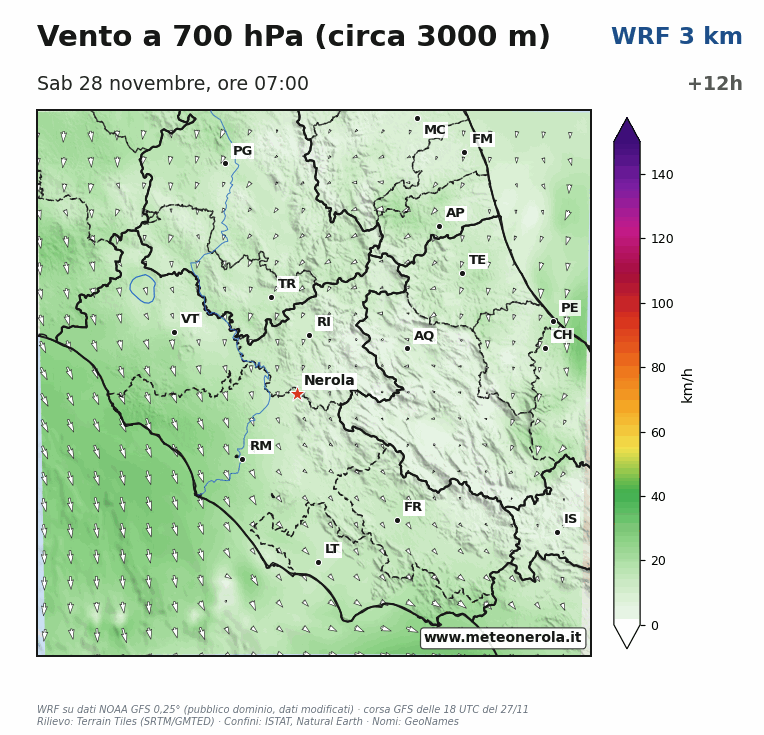 Vento a 700 hPa (circa 3000 m)
WRF 3 km
Sab 28 novembre, ore 07:00
+12h
MC
FM
PG
AP
TE
TR
PE
VT
RI
AQ
CH
Nerola
RM
FR
IS
LT
www.meteonerola.it
140
120
100
80
60
40
20
0
km/h
WRF su dati NOAA GFS 0,25° (pubblico dominio, dati modificati) · corsa GFS delle 18 UTC del 27/11
Rilievo: Terrain Tiles (SRTM/GMTED) · Confini: ISTAT, Natural Earth · Nomi: GeoNames